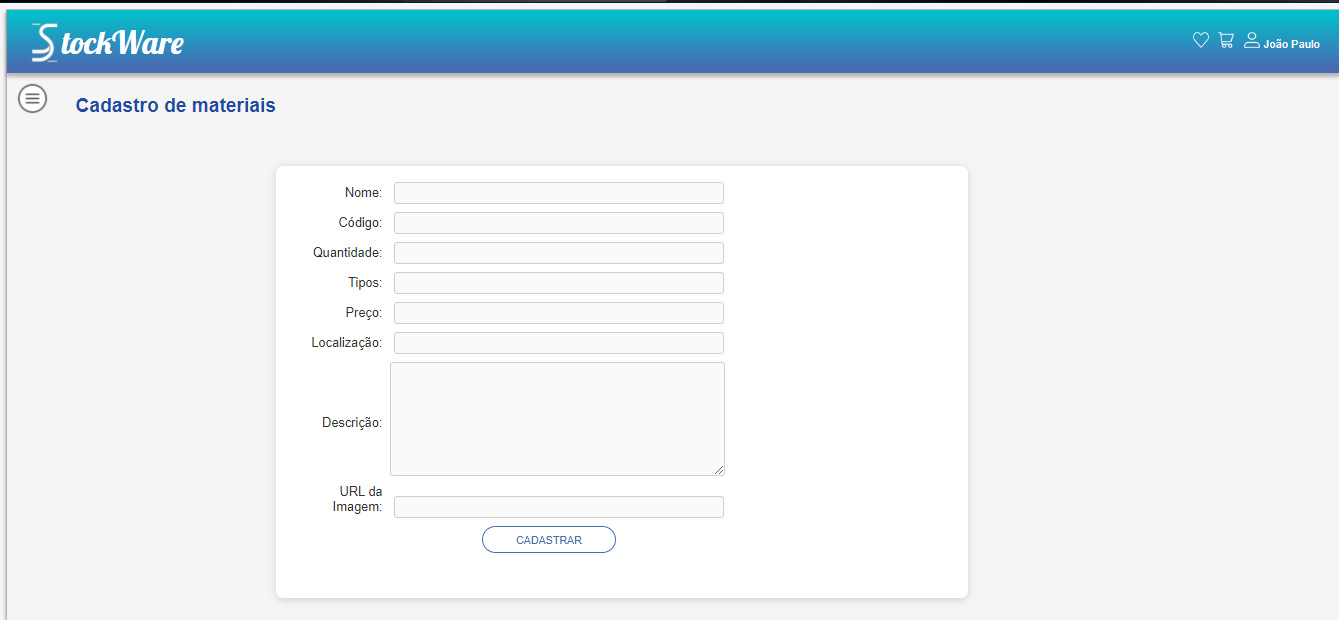 StockWare
João Paulo
Cadastro de materiais
Nome:
Código:
Quantidade:
Tipos:
Preço:
Localização:
Descrição:
URL da
Imagem:
CADASTRAR